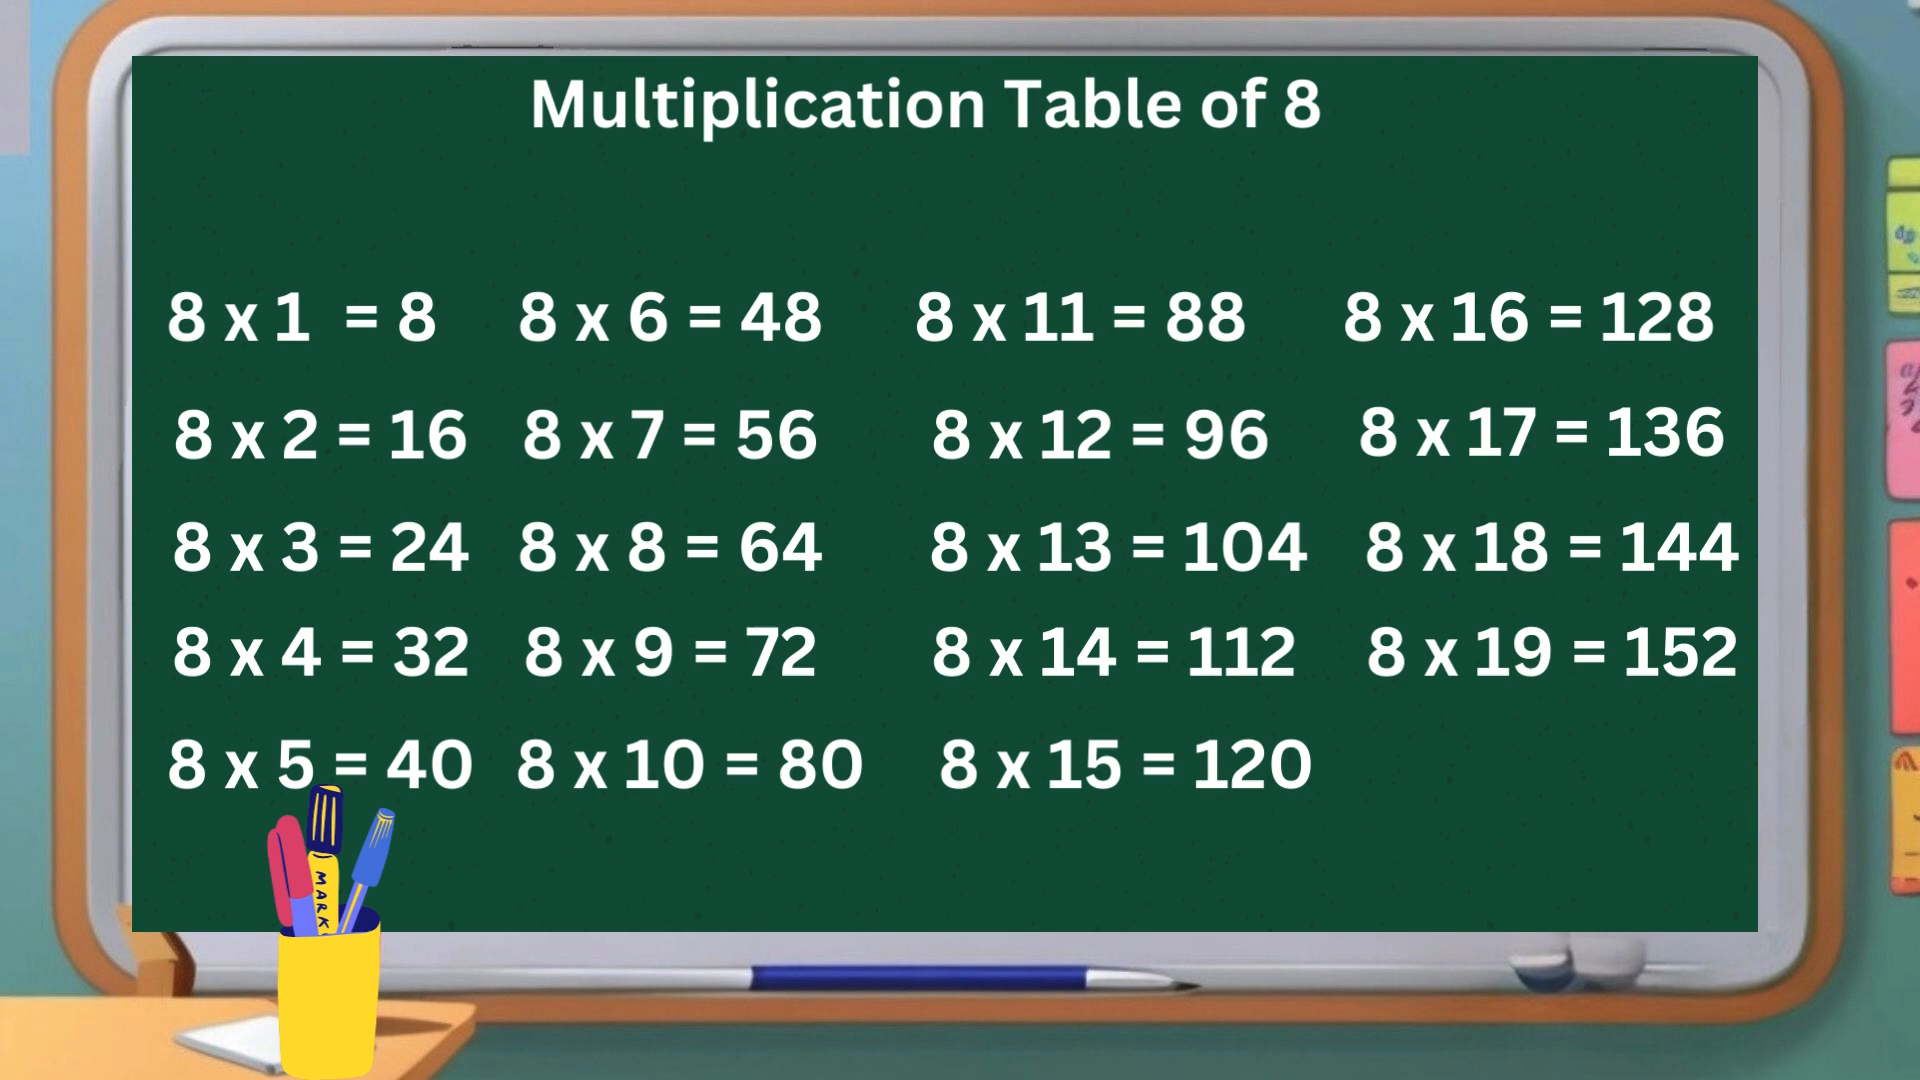 Multiplication Table of 8
8 x 1 = 8
8 x 2 = 16
8 x 3 = 24
8 x 4 = 32
8 x 5 = 40
8 x 6 = 48
8 x 7 = 56
8 x 8 = 64
8 x 9 = 72
8 x 10 = 80
8 x 11 = 88
8 x 12 = 96
8 x 13 = 104
8 x 14 = 112
8 x 15 = 120
8 x 16 = 128
8 x 17 = 136
8 x 18 = 144
8 x 19 = 152
MARK